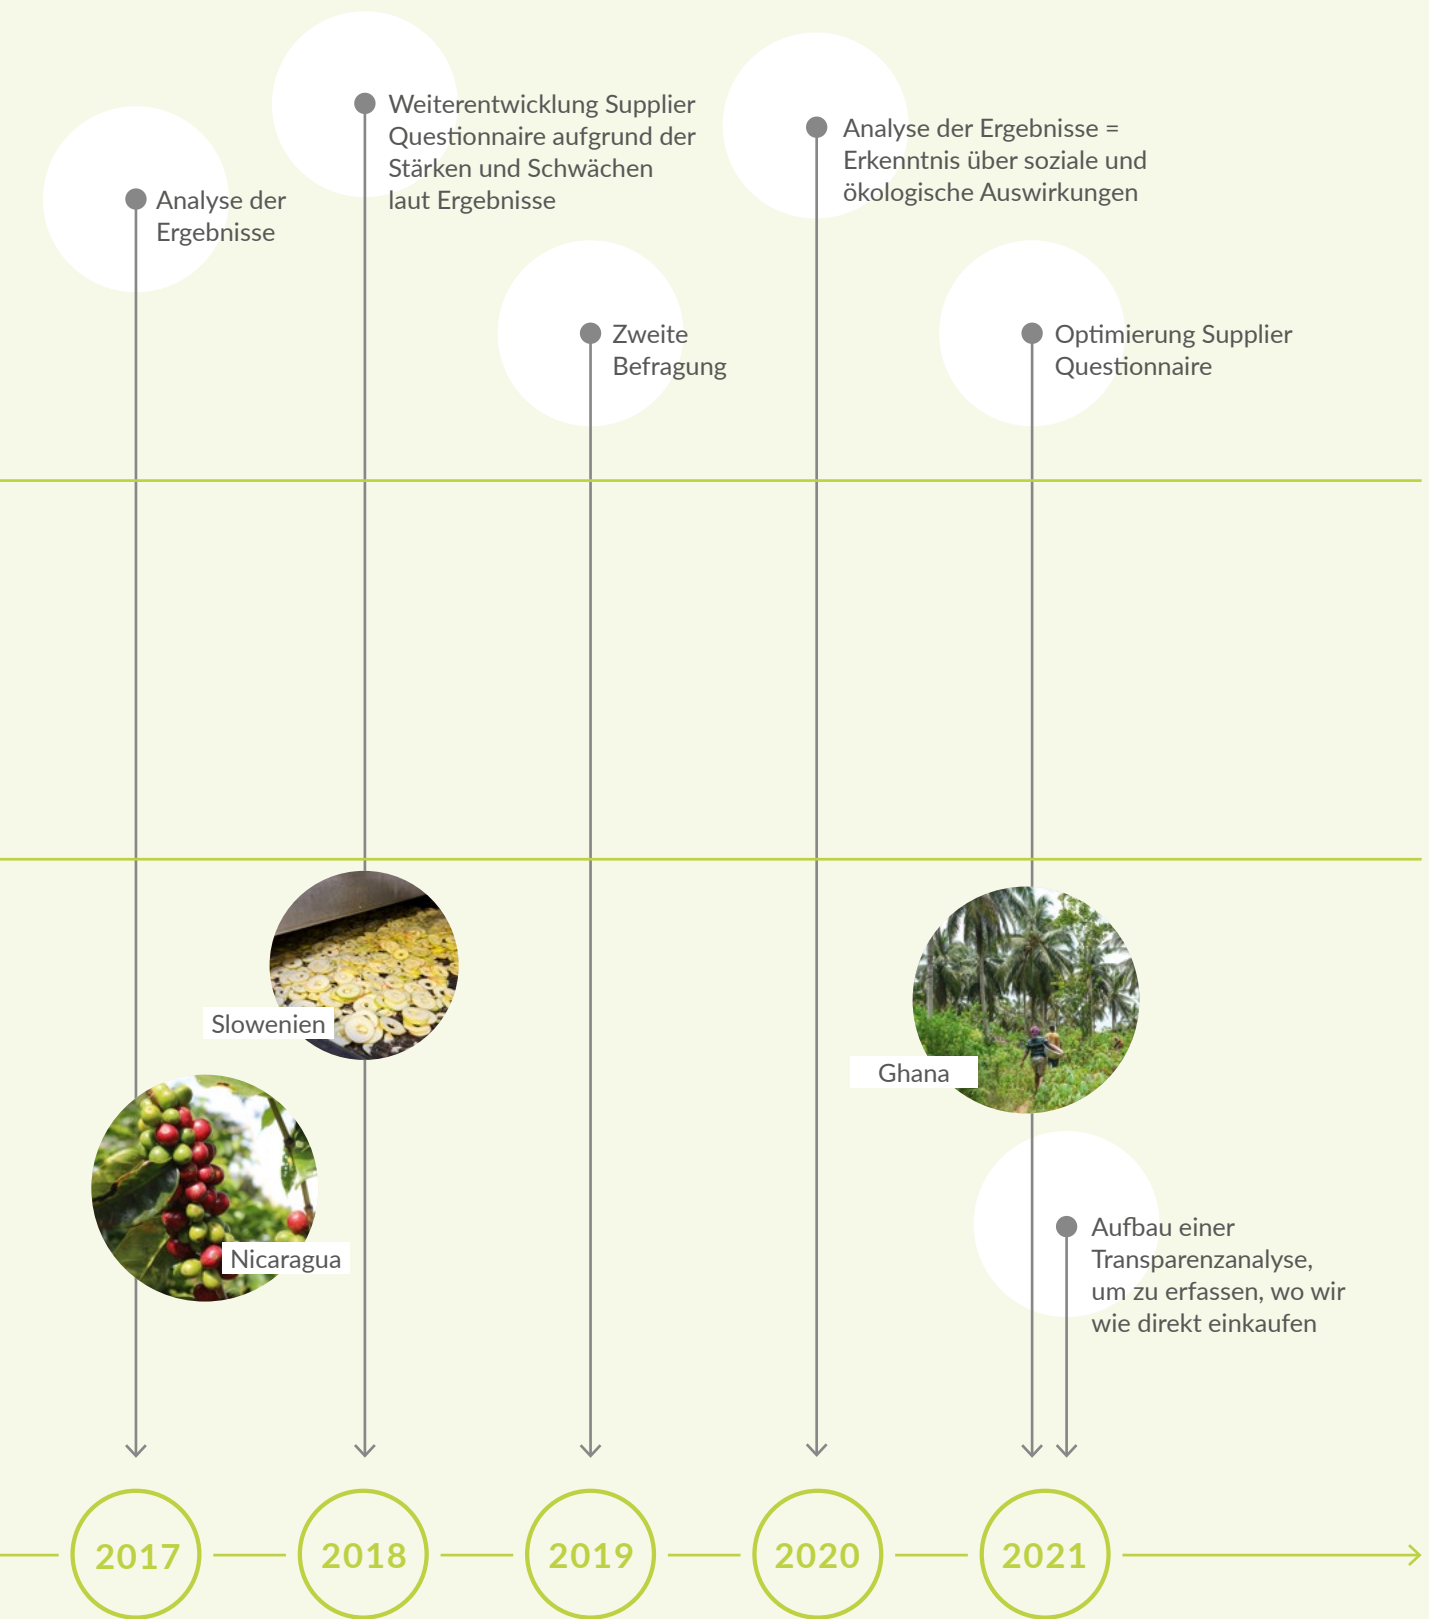 Weiterentwicklung Supplier
Questionnaire aufgrund der
Stärken und Schwächen
laut Ergebnisse
Analyse der Ergebnisse =
Erkenntnis über soziale und
ökologische Auswirkungen
Analyse der
Ergebnisse
Zweite
Befragung
Optimierung Supplier
Questionnaire
Slowenien
Ghana
Nicaragua
Aufbau einer
Transparenzanalyse,
um zu erfassen, wo wir
wie direkt einkaufen
2017
2018
2019
2020
2021